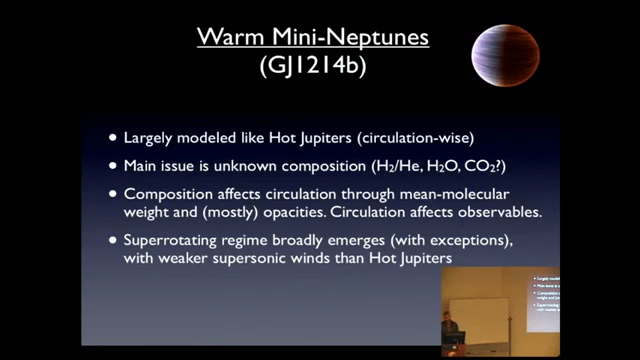 Warm Mini-Neptunes
(GJ1214b)
● Largely modeled like Hot Jupiters (circulation-wise)
● Main issue is unknown composition (H₂/He, H₂O, CO₂?)
● Composition affects circulation through mean-molecular
weight and (mostly) opacities. Circulation affects observables.
● Superrotating regime broadly emerges (with exceptions),
with weaker supersonic winds than Hot Jupiters